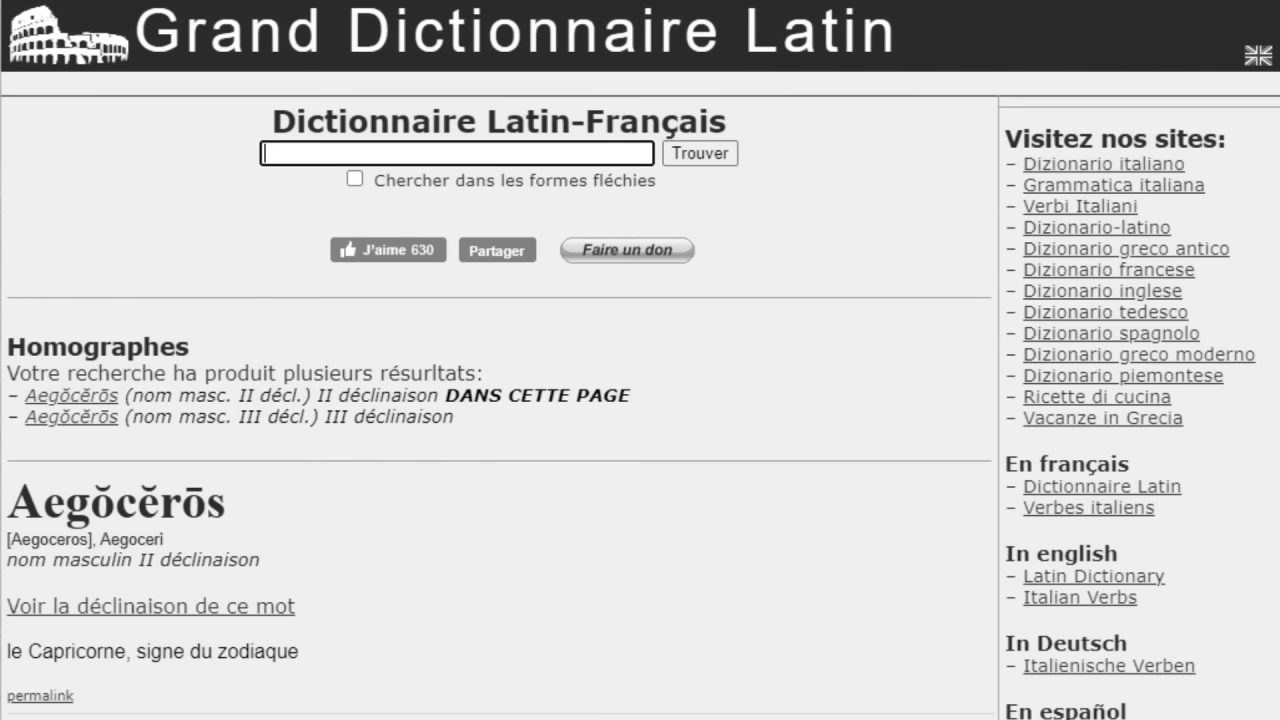 Grand Dictionnaire Latin
Dictionnaire Latin-Français
Trouver
Chercher dans les formes fléchies
J'aime 630
Partager
Faire un don
Homographes
Votre recherche ha produit plusieurs résurltats:
– Aegŏcĕrōs (nom masc. II décl.) II déclinaison DANS CETTE PAGE
– Aegŏcĕrōs (nom masc. III décl.) III déclinaison
Aegŏcĕrōs
[Aegoceros], Aegoceri
nom masculin II déclinaison
Voir la déclinaison de ce mot
le Capricorne, signe du zodiaque
permalink
Visitez nos sites:
– Dizionario italiano
– Grammatica italiana
– Verbi Italiani
– Dizionario-latino
– Dizionario greco antico
– Dizionario francese
– Dizionario inglese
– Dizionario tedesco
– Dizionario spagnolo
– Dizionario greco moderno
– Dizionario piemontese
– Ricette di cucina
– Vacanze in Grecia
En français
– Dictionnaire Latin
– Verbes italiens
In english
– Latin Dictionary
– Italian Verbs
In Deutsch
– Italienische Verben
En español